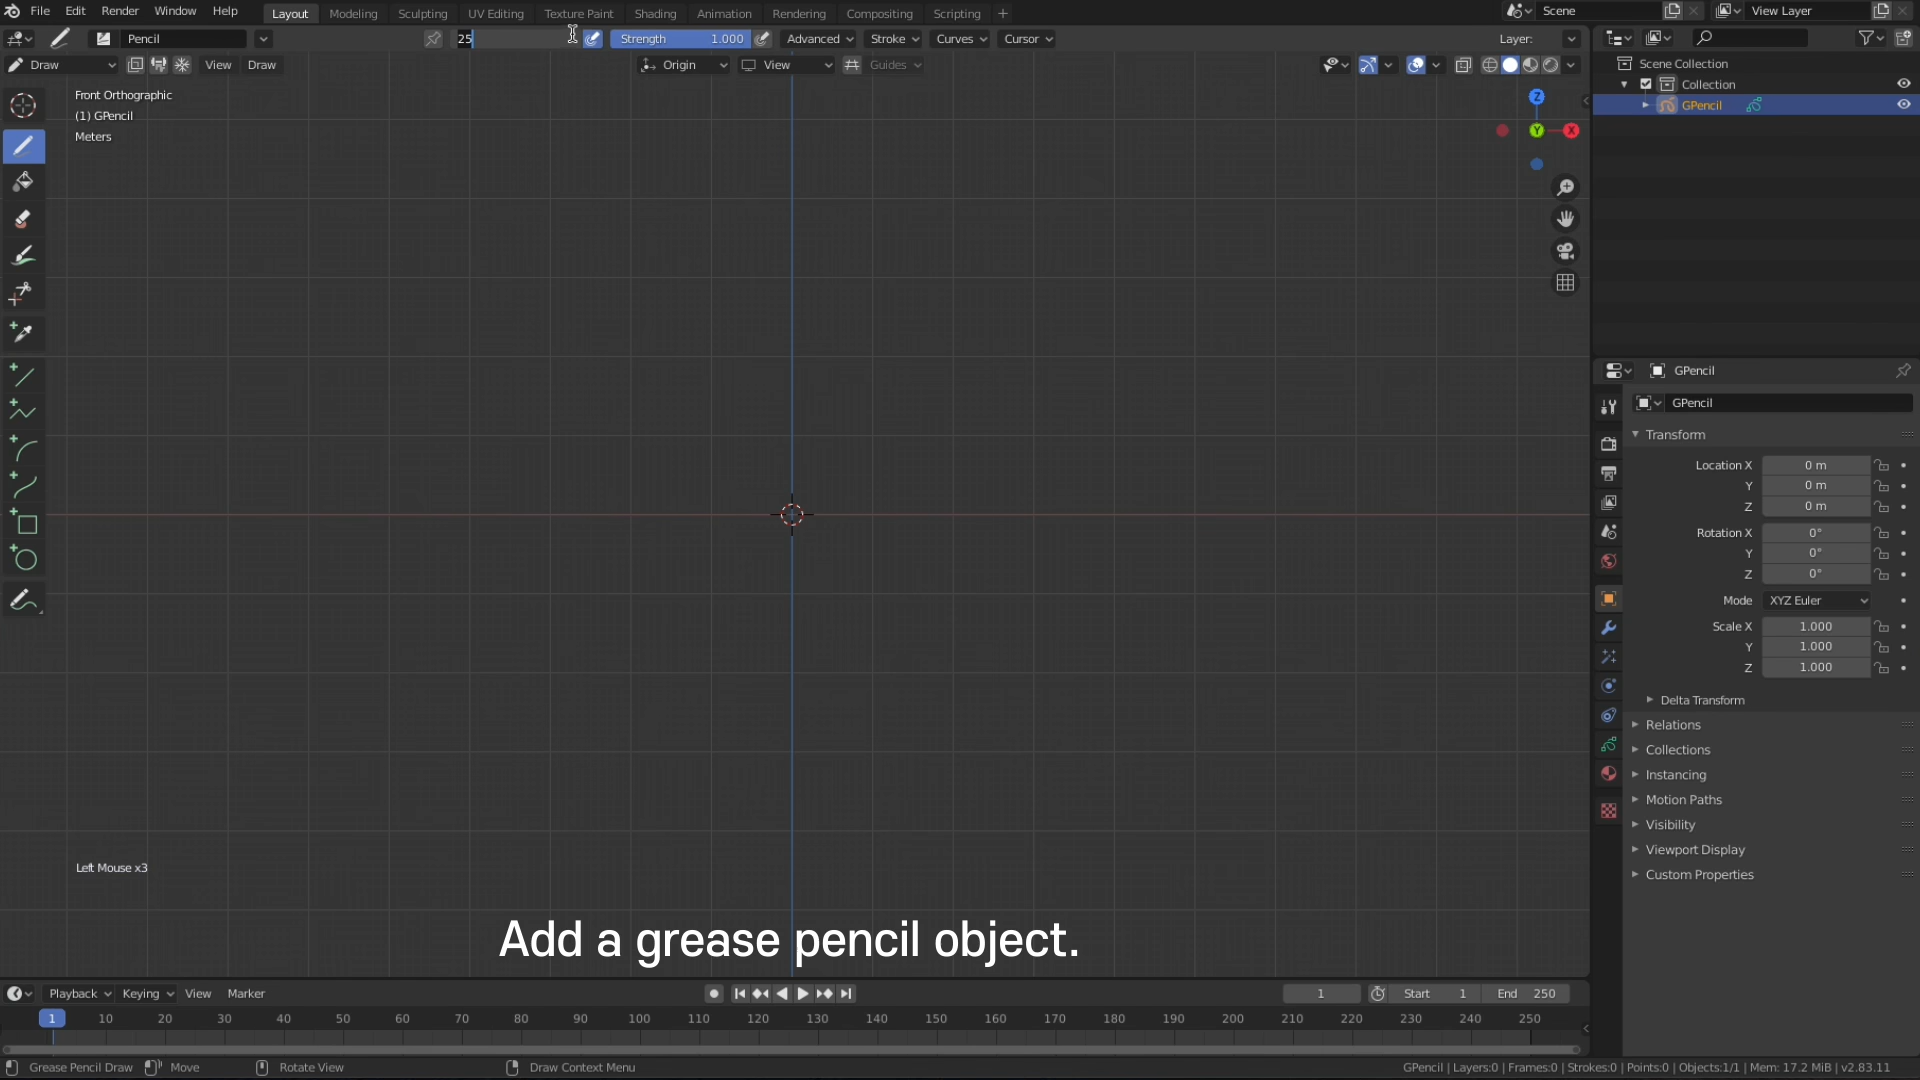 File Edit Render Window Help
Layout Modeling Sculpting UV Editing Texture Paint Shading Animation Rendering Compositing Scripting +
Scene
View Layer
Pencil
25
Strength 1.000
Advanced Stroke Curves Cursor
Layer:
Draw
View Draw
Origin
View
Guides
Front Orthographic
(1) GPencil
Meters
Z
Y
X
Scene Collection
Collection
GPencil
GPencil
GPencil
Transform
Location X 0 m
Y 0 m
Z 0 m
Rotation X 0°
Y 0°
Z 0°
Mode XYZ Euler
Scale X 1.000
Y 1.000
Z 1.000
Delta Transform
Relations
Collections
Instancing
Motion Paths
Visibility
Viewport Display
Custom Properties
Left Mouse x3
Add a grease pencil object.
Playback Keying View Marker
1
Start 1
End 250
1 10 20 30 40 50 60 70 80 90 100 110 120 130 140 150 160 170 180 190 200 210 220 230 240 250
Grease Pencil Draw Move Rotate View Draw Context Menu
GPencil | Layers:0 | Frames:0 | Strokes:0 | Points:0 | Objects:1/1 | Mem: 17.2 MiB | v2.83.11